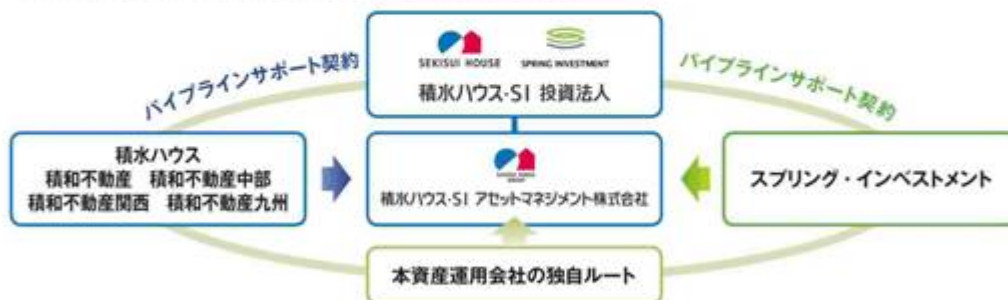 SEKISUI HOUSE
SPRING INVESTMENT
積水ハウス・SI 投資法人
パイプラインサポート契約
パイプラインサポート契約
積水ハウス
積和不動産 積和不動産中部
積和不動産関西 積和不動産九州
積水ハウス・SI アセットマネジメント株式会社
スプリング・インベストメント
本資産運用会社の独自ルート